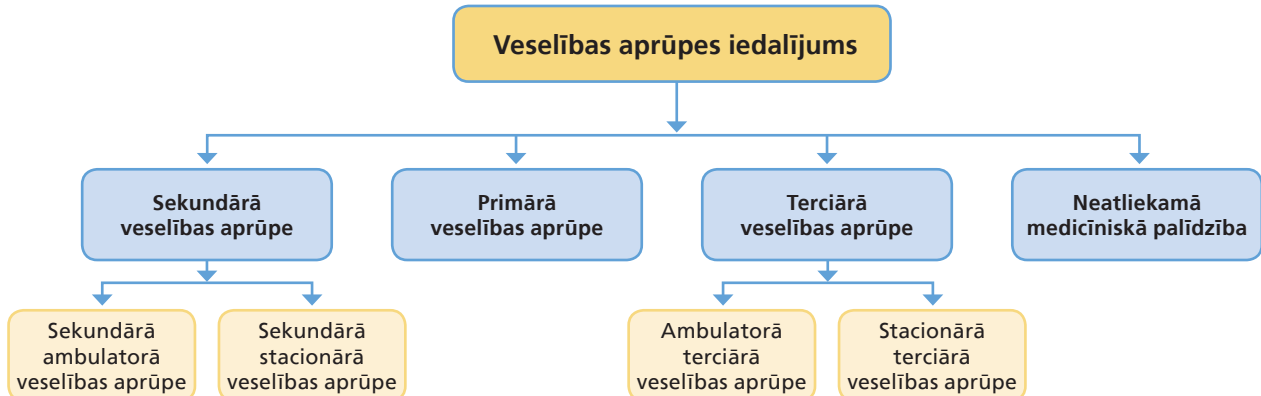 Veselības aprūpes iedalījums
Sekundārā
veselības aprūpe
Primārā
veselības aprūpe
Terciārā
veselības aprūpe
Neatliekamā
medicīniskā palīdzība
Sekundārā
ambulatorā
veselības aprūpe
Sekundārā
stacionārā
veselības aprūpe
Ambulatorā
terciārā
veselības aprūpe
Stacionārā
terciārā
veselības aprūpe